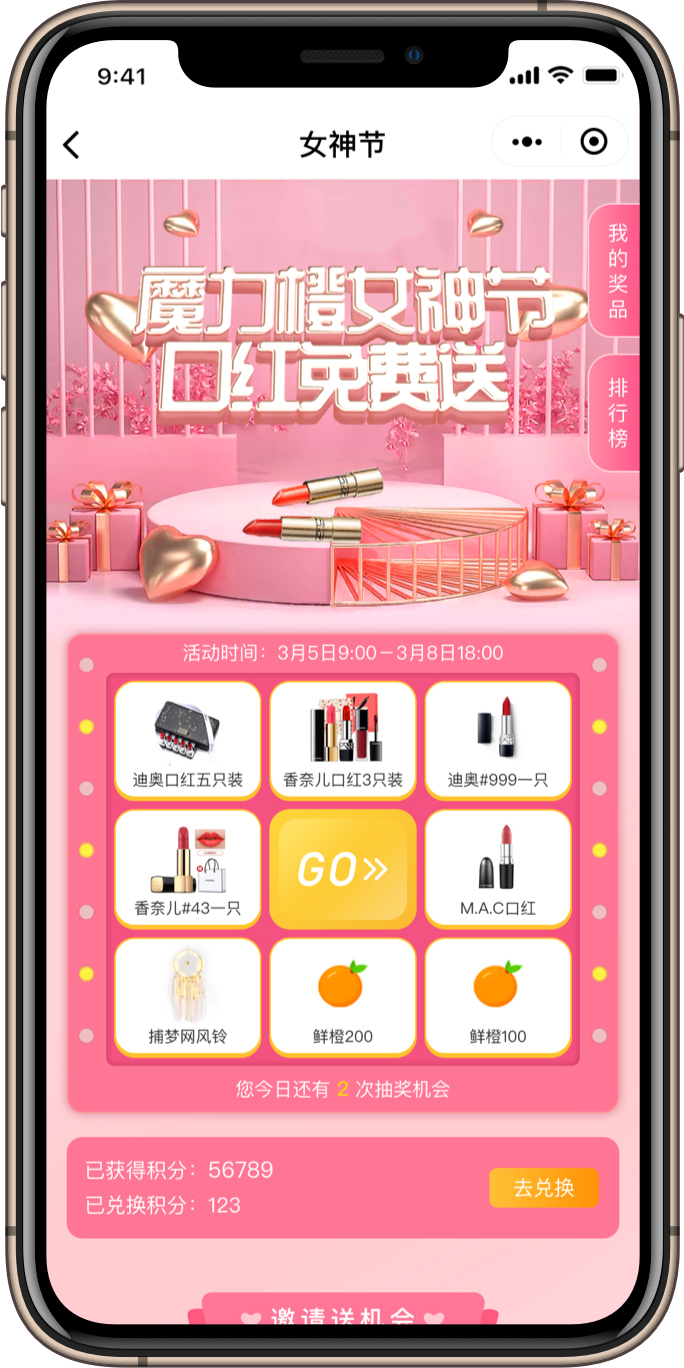 9:41
女神节
魔力橙女神节
口红免费送
我的奖品
排行榜
活动时间：3月5日9:00－3月8日18:00
迪奥口红五只装
香奈儿口红3只装
迪奥#999一只
香奈儿#43一只
GO
M.A.C口红
捕梦网风铃
鲜橙200
鲜橙100
您今日还有 2 次抽奖机会
已获得积分：56789
已兑换积分：123
去兑换
邀请送机会